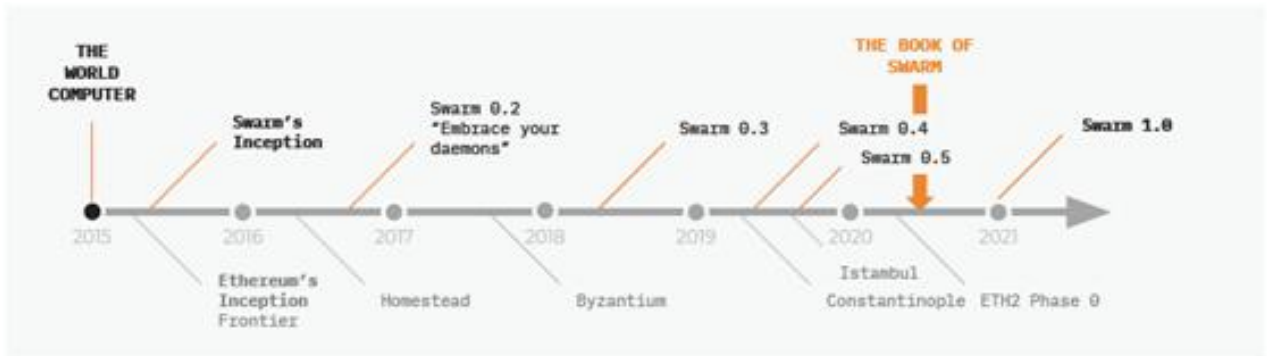 THE
WORLD
COMPUTER
Swarm's
Inception
Swarm 0.2
"Embrace your
daemons"
Swarm 0.3
THE BOOK OF
SWARM
Swarm 0.4
Swarm 0.5
Swarm 1.0
2015 2016 2017 2018 2019 2020 2021
Ethereum's
Inception
Frontier
Homestead
Byzantium
Istambul
Constantinople
ETH2 Phase 0